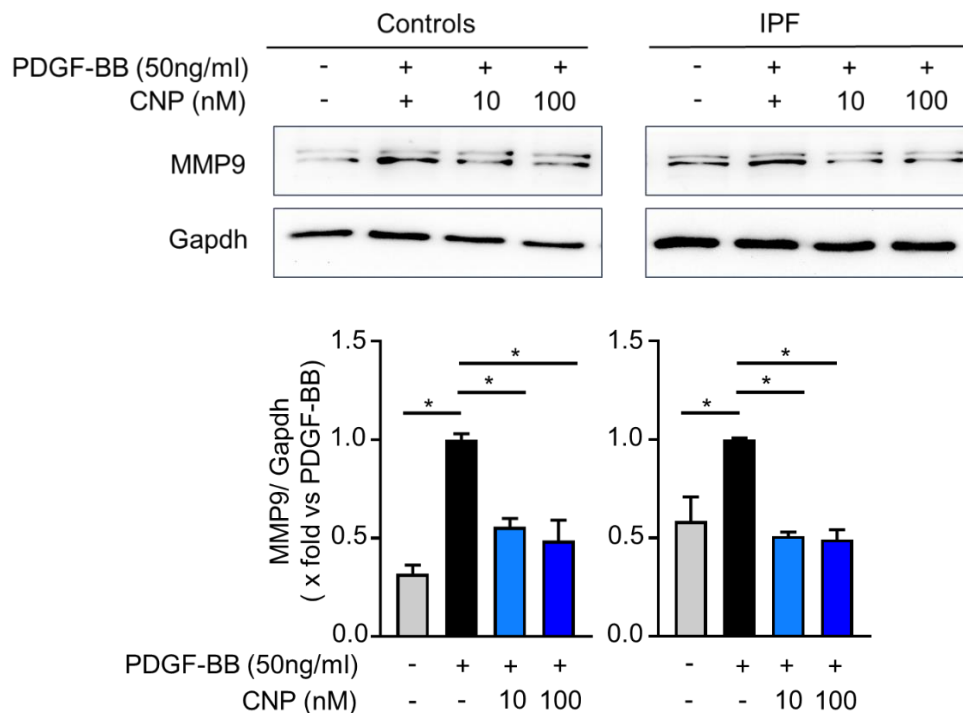 Controls IPF
PDGF-BB (50ng/ml) - + + + - + + +
CNP (nM) - + 10 100 - + 10 100
MMP9
Gapdh
MMP9/ Gapdh
( x fold vs PDGF-BB)
1.5 1.5
* *
* *
* *
1.0 1.0
0.5 0.5
0.0 0.0
PDGF-BB (50ng/ml) - + + + - + + +
CNP (nM) - - 10 100 - - 10 100